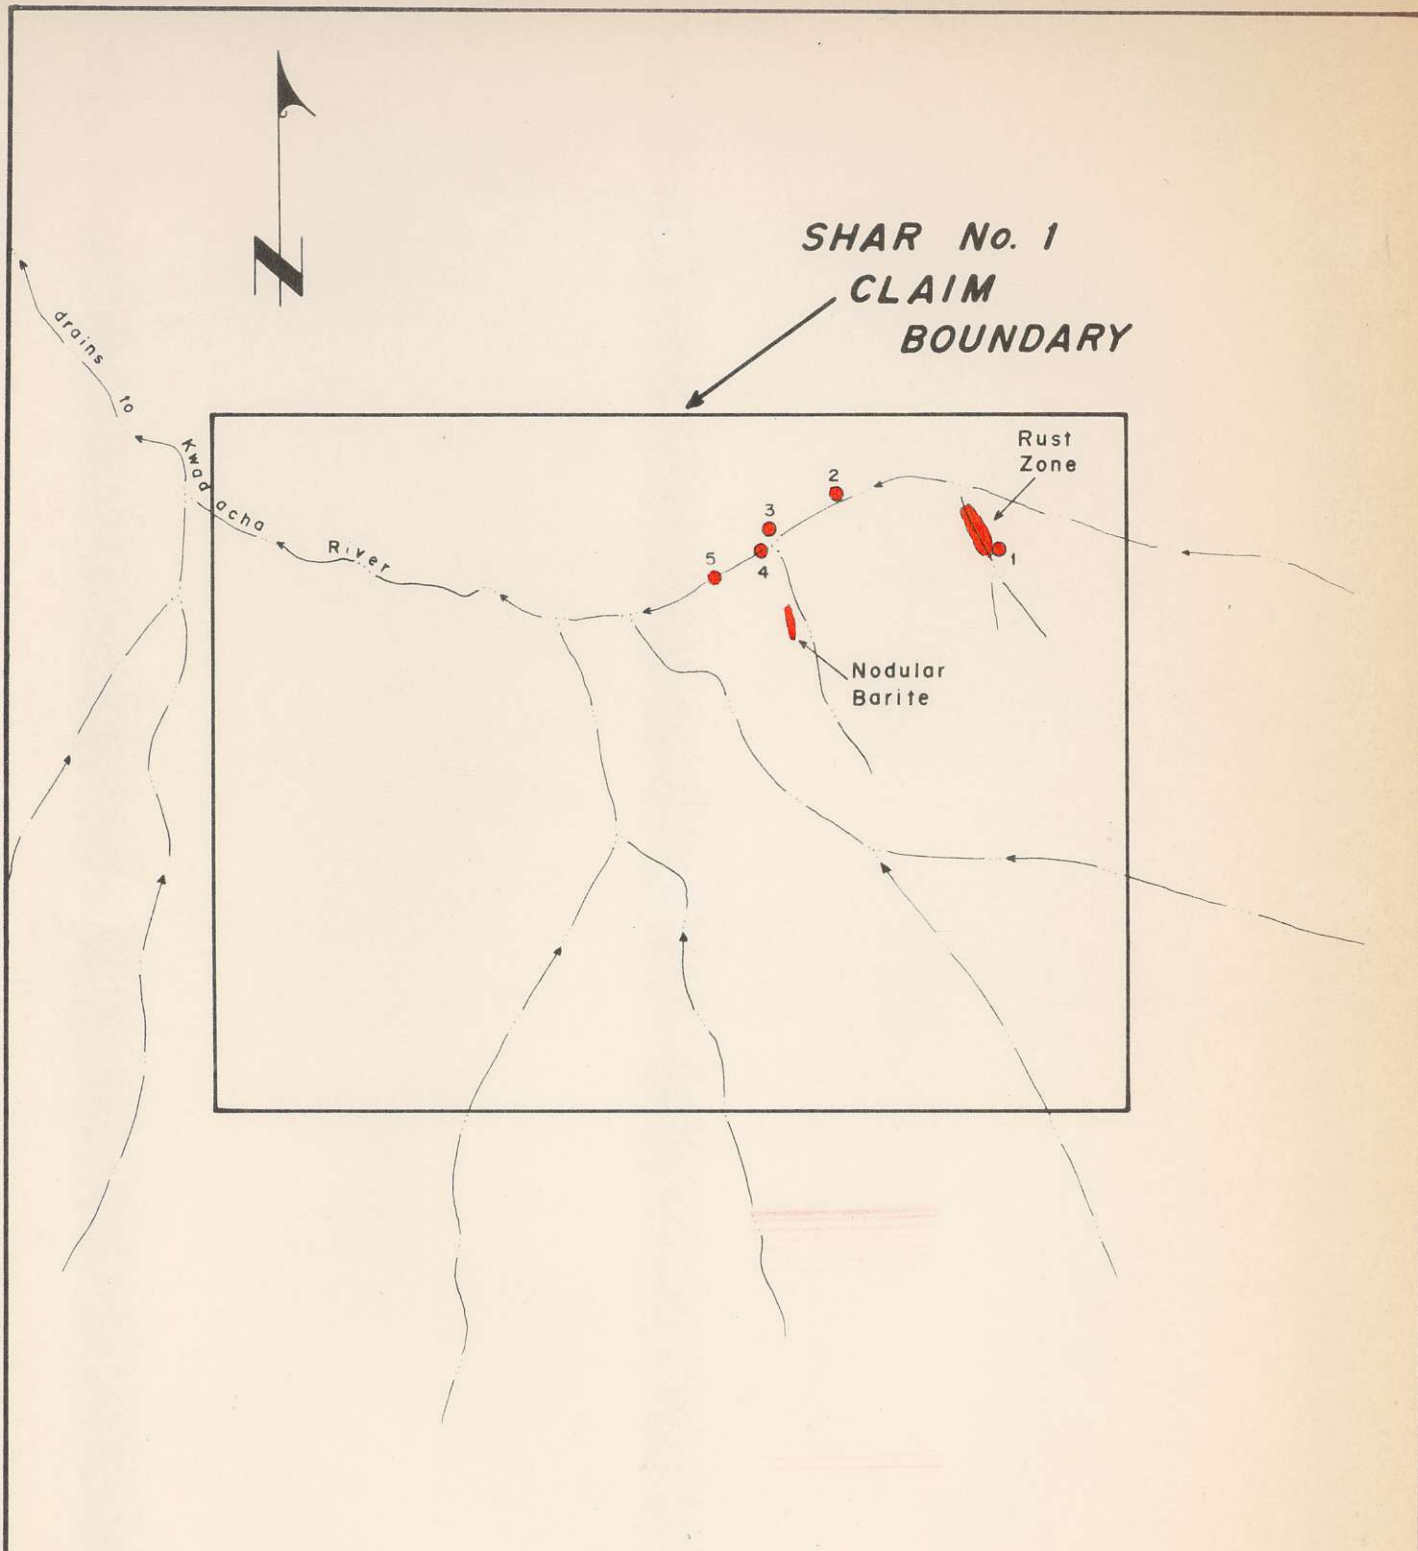 N
SHAR No. 1
CLAIM
BOUNDARY
drains to Kwadacha River
Rust
Zone
2
3
1
4
5
Nodular
Barite